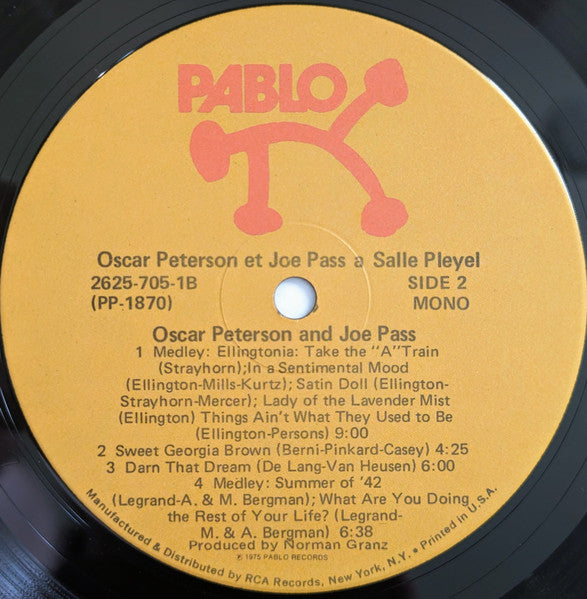 PABLO
Oscar Peterson et Joe Pass a Salle Pleyel
2625-705-1B SIDE 2
(PP-1870) MONO
Oscar Peterson and Joe Pass
1 Medley: Ellingtonia: Take the "A"Train
(Strayhorn);In a Sentimental Mood
(Ellington-Mills-Kurtz); Satin Doll (Ellington-
Strayhorn-Mercer); Lady of the Lavender Mist
(Ellington) Things Ain't What They Used to Be
(Ellington-Persons) 9:00
2 Sweet Georgia Brown (Berni-Pinkard-Casey) 4:25
3 Darn That Dream (De Lang-Van Heusen) 6:00
4 Medley: Summer of '42
(Legrand-A. & M. Bergman); What Are You Doing
the Rest of Your Life? (Legrand-
M. & A. Bergman) 6:38
Produced by Norman Granz
℗ 1975 PABLO RECORDS
Manufactured & Distributed by RCA Records, New York, N.Y. • Printed in U.S.A.